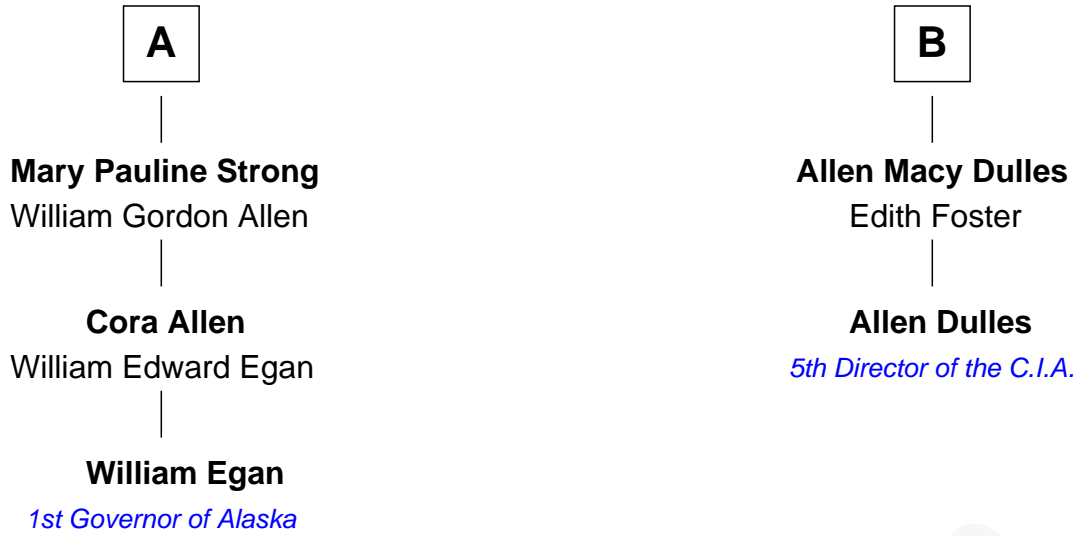 A
Mary Pauline Strong
William Gordon Allen
Cora Allen
William Edward Egan
William Egan
1st Governor of Alaska
B
Allen Macy Dulles
Edith Foster
Allen Dulles
5th Director of the C.I.A.